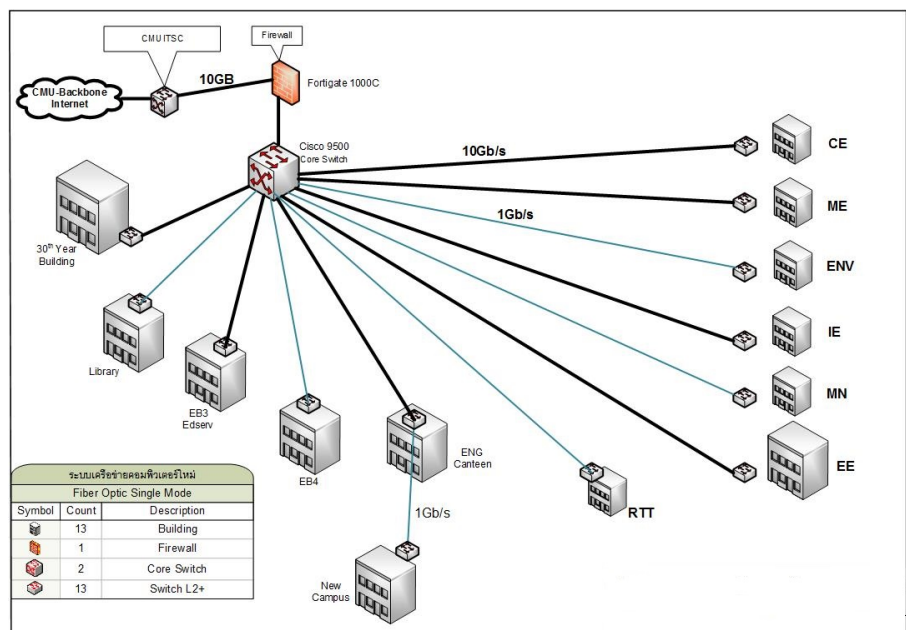 CMU ITSC
Firewall
10GB
Fortigate 1000C
CMU-Backbone
Internet
Cisco 9500
Core Switch
10Gb/s
CE
ME
1Gb/s
ENV
30th Year
Building
IE
Library
MN
EB3
Edserv
ENG
Canteen
EE
EB4
RTT
1Gb/s
New
Campus
ระบบเครือข่ายคอมพิวเตอร์ใหม่
Fiber Optic Single Mode
Symbol Count Description
13 Building
1 Firewall
2 Core Switch
13 Switch L2+